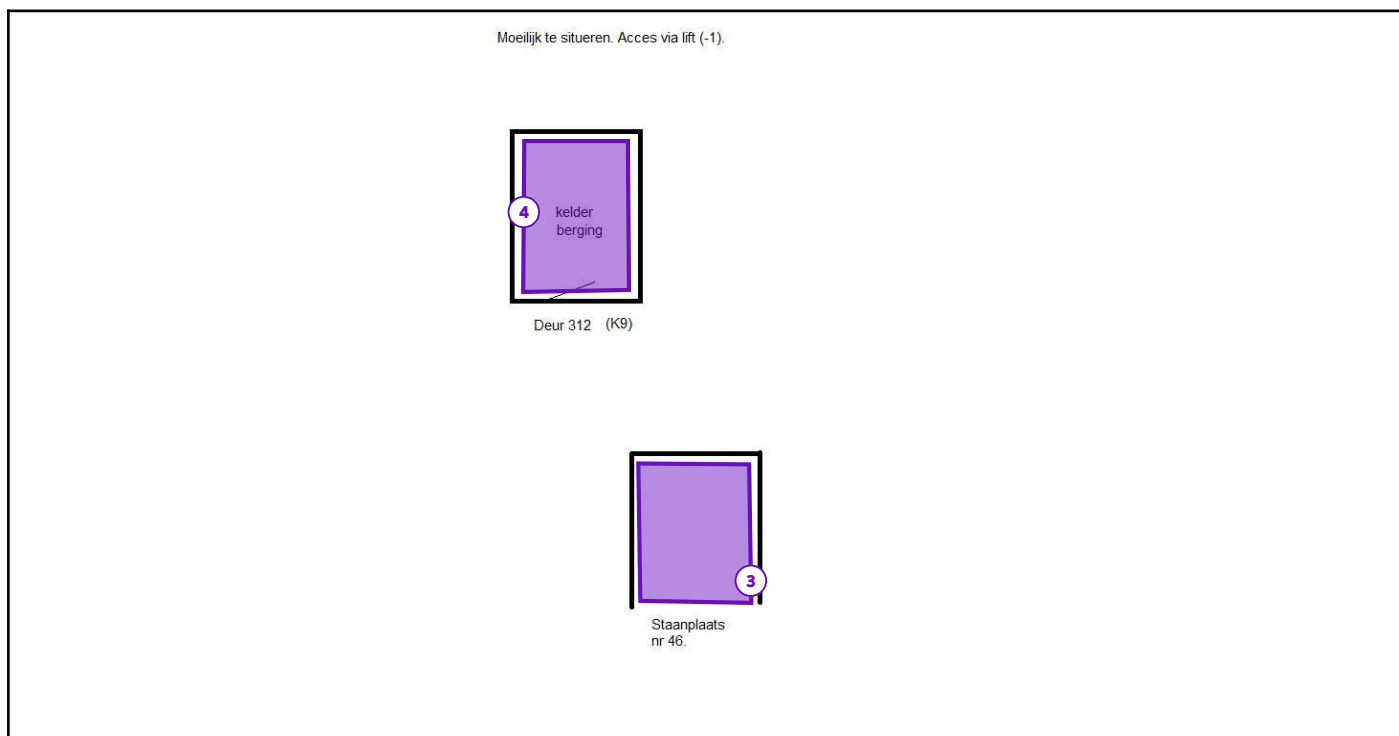 Moeilijk te situeren. Acces via lift (-1).
4
kelder
berging
Deur 312 (K9)
3
Staanplaats
nr 46.